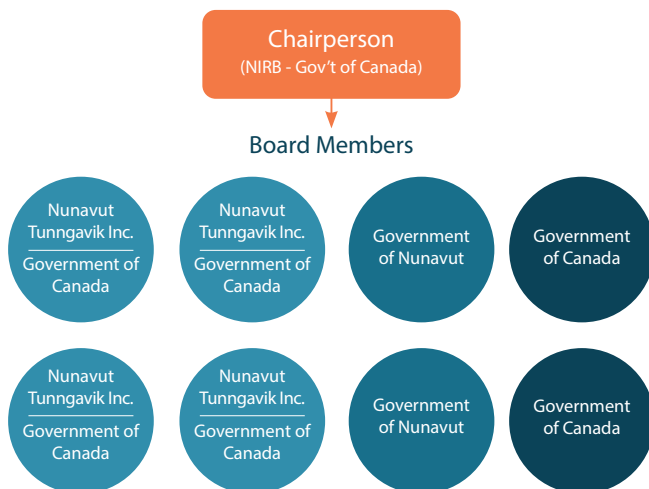 Chairperson
(NIRB - Gov’t of Canada)
Board Members
Nunavut
Tunngavik Inc.
Government of
Canada
Nunavut
Tunngavik Inc.
Government of
Canada
Government
of Nunavut
Government
of Canada
Nunavut
Tunngavik Inc.
Government of
Canada
Nunavut
Tunngavik Inc.
Government of
Canada
Government
of Nunavut
Government
of Canada